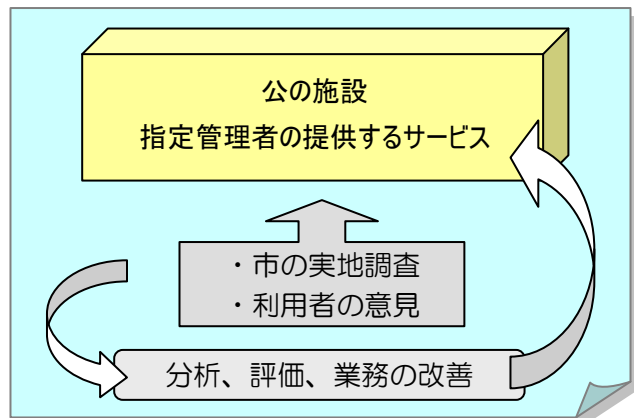 公の施設
指定管理者の提供するサービス
・市の実地調査
・利用者の意見
分析、評価、業務の改善